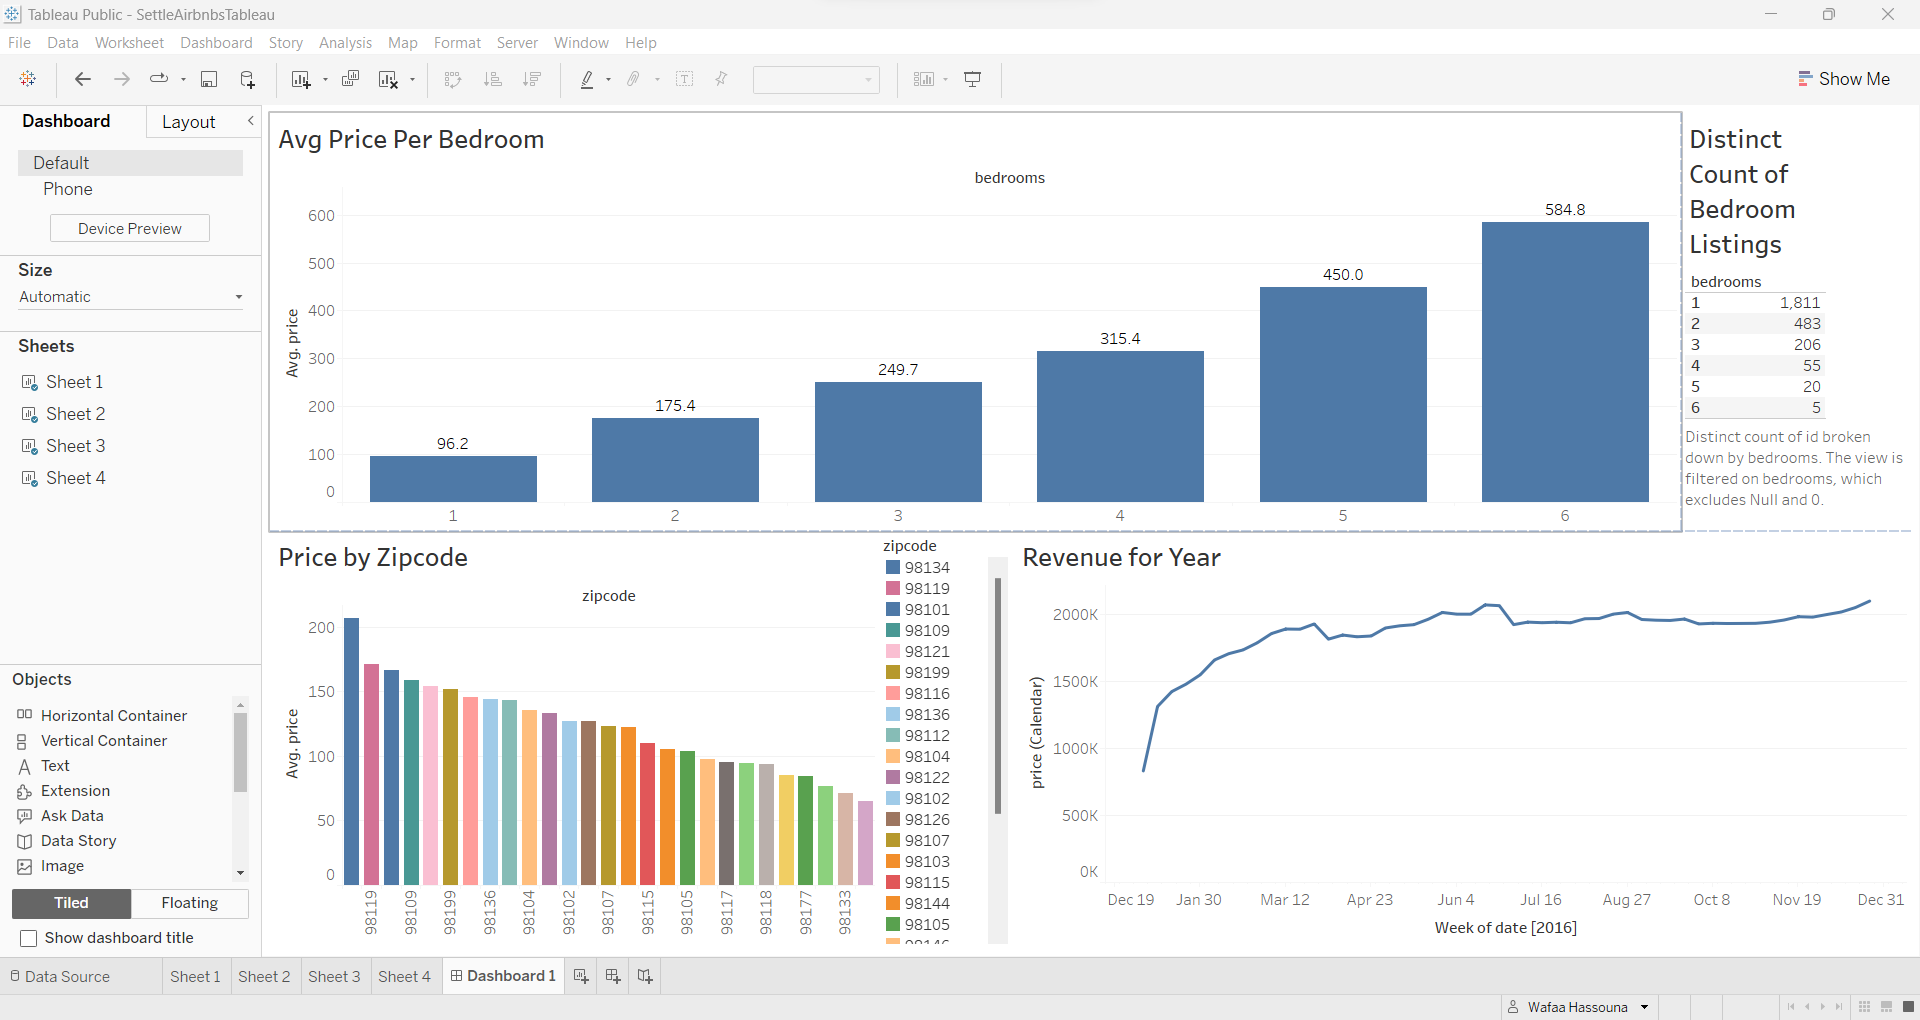 Tableau Public - SettleAirbnbsTableau
File Data Worksheet Dashboard Story Analysis Map Format Server Window Help
Show Me
Dashboard Layout
Default
Phone
Device Preview
Size
Automatic
Sheets
Sheet 1
Sheet 2
Sheet 3
Sheet 4
Objects
Horizontal Container
Vertical Container
Text
Extension
Ask Data
Data Story
Image
Tiled Floating
Show dashboard title
Avg Price Per Bedroom
bedrooms
Avg. price
600
500
400
300
200
100
0
96.2
175.4
249.7
315.4
450.0
584.8
1 2 3 4 5 6
Distinct
Count of
Bedroom
Listings
bedrooms
1 1,811
2 483
3 206
4 55
5 20
6 5
Distinct count of id broken
down by bedrooms. The view is
filtered on bedrooms, which
excludes Null and 0.
Price by Zipcode
zipcode
Avg. price
200
150
100
50
0
98119 98109 98199 98136 98104 98102 98107 98115 98105 98117 98118 98177 98133
zipcode
98134
98119
98101
98109
98121
98199
98116
98136
98112
98104
98122
98102
98126
98107
98103
98115
98144
98105
Revenue for Year
price (Calendar)
2000K
1500K
1000K
500K
0K
Dec 19 Jan 30 Mar 12 Apr 23 Jun 4 Jul 16 Aug 27 Oct 8 Nov 19 Dec 31
Week of date [2016]
Data Source Sheet 1 Sheet 2 Sheet 3 Sheet 4 Dashboard 1
Wafaa Hassouna